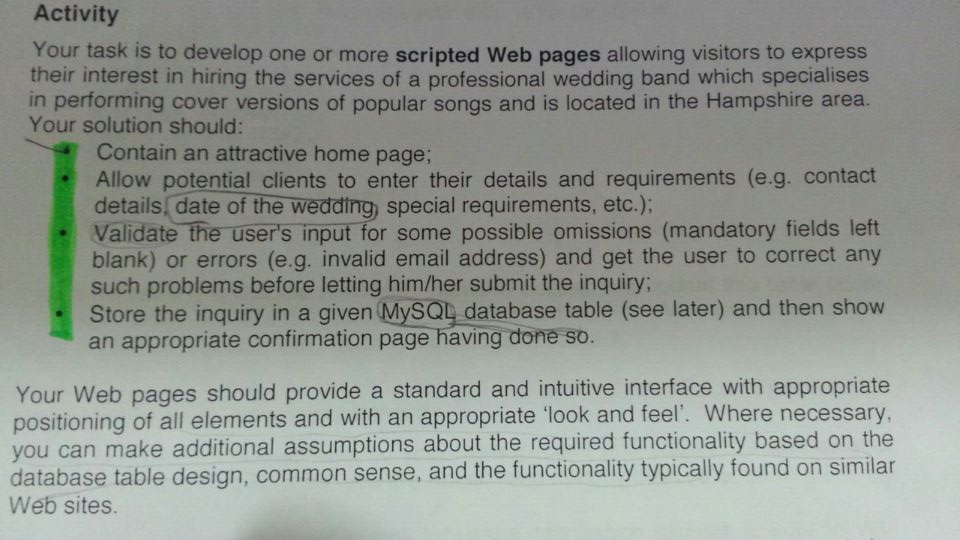 Activity
Your task is to develop one or more scripted Web pages allowing visitors to express
their interest in hiring the services of a professional wedding band which specialises
in performing cover versions of popular songs and is located in the Hampshire area.
Your solution should:
• Contain an attractive home page;
• Allow potential clients to enter their details and requirements (e.g. contact
details, date of the wedding, special requirements, etc.);
• Validate the user's input for some possible omissions (mandatory fields left
blank) or errors (e.g. invalid email address) and get the user to correct any
such problems before letting him/her submit the inquiry;
• Store the inquiry in a given MySQL database table (see later) and then show
an appropriate confirmation page having done so.
Your Web pages should provide a standard and intuitive interface with appropriate
positioning of all elements and with an appropriate 'look and feel'. Where necessary,
you can make additional assumptions about the required functionality based on the
database table design, common sense, and the functionality typically found on similar
Web sites.